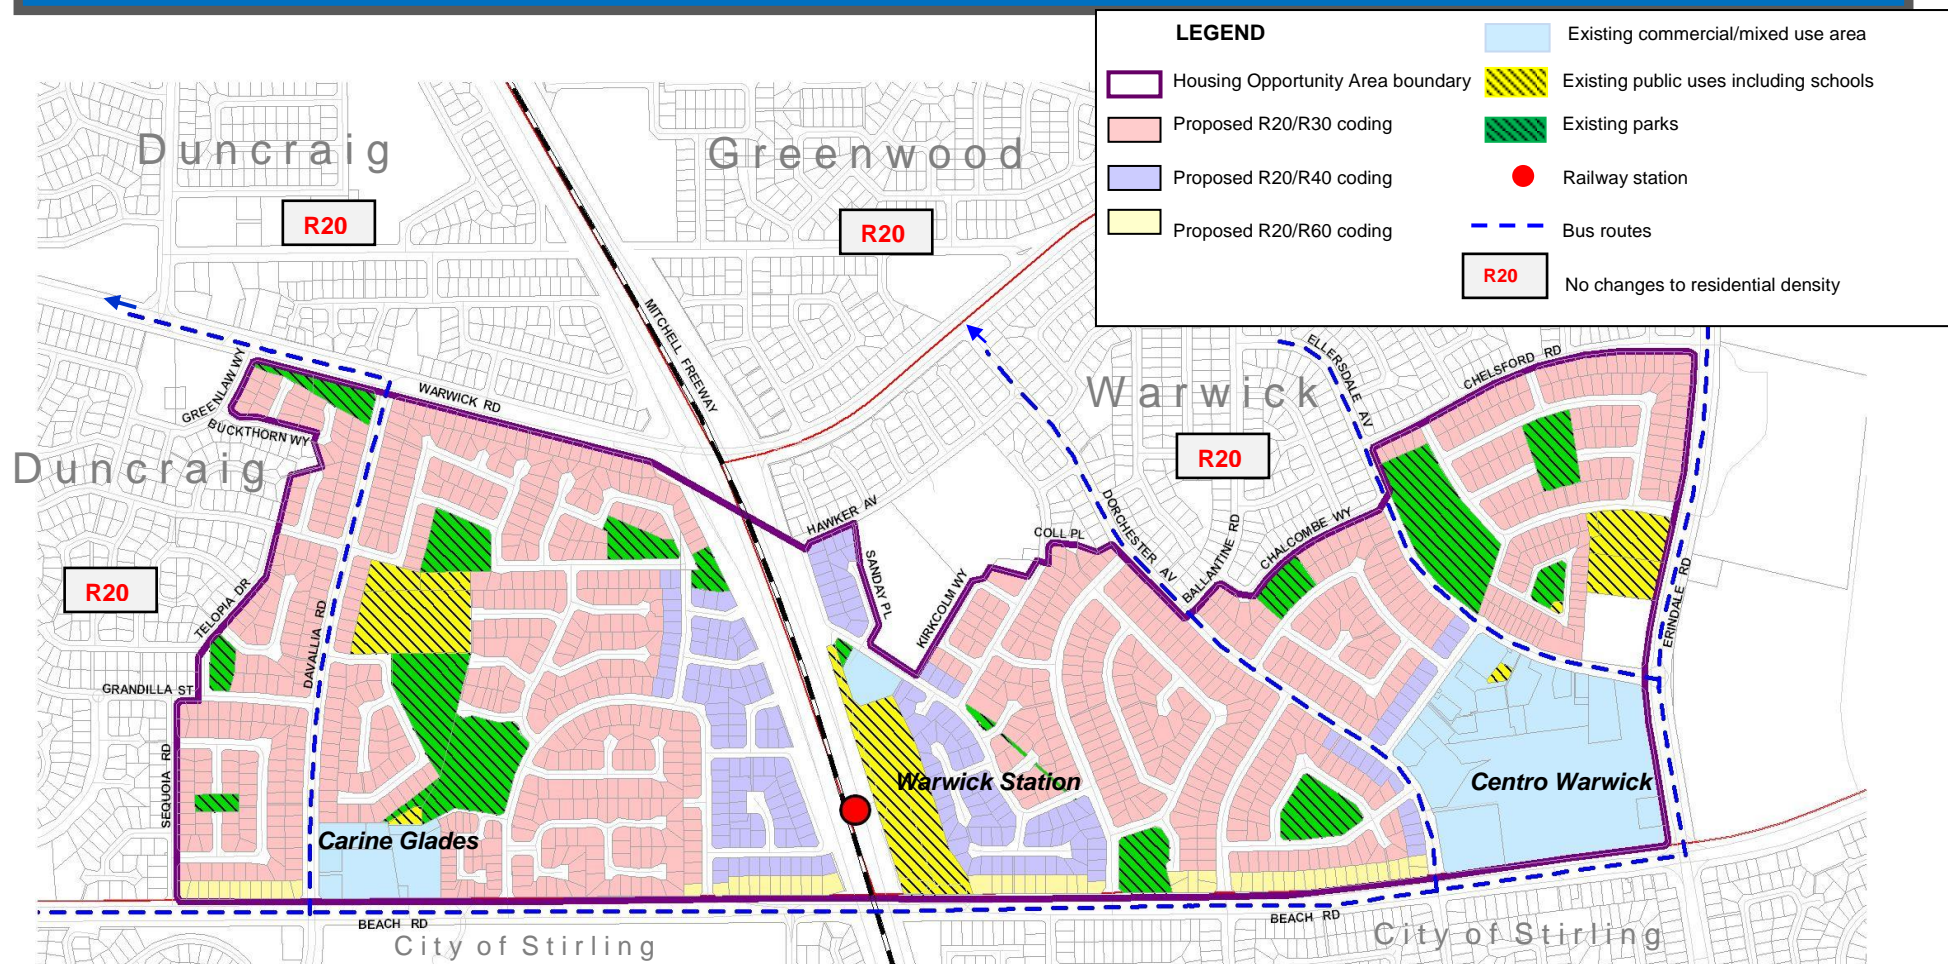 LEGEND
Existing commercial/mixed use area
Housing Opportunity Area boundary
Existing public uses including schools
Proposed R20/R30 coding
Existing parks
Proposed R20/R40 coding
Railway station
Proposed R20/R60 coding
Bus routes
R20
No changes to residential density
Duncraig
Greenwood
R20
R20
MITCHELL FREEWAY
GREENLAW WY
WARWICK RD
BUCKTHORN WY
Duncraig
R20
TELOPIA DR
DAVALLIA RD
GRANDILLA ST
SEQUOIA RD
Carine Glades
Warwick
R20
ELLERSDALE AV
CHELSFORD RD
HAWKER AV
SANDAY PL
KIRKCOLM WY
COLL PL
DORCHESTER AV
BALLANTINE RD
CHALCOMBE WY
ERINDALE RD
Warwick Station
Centro Warwick
BEACH RD
BEACH RD
City of Stirling
City of Stirling